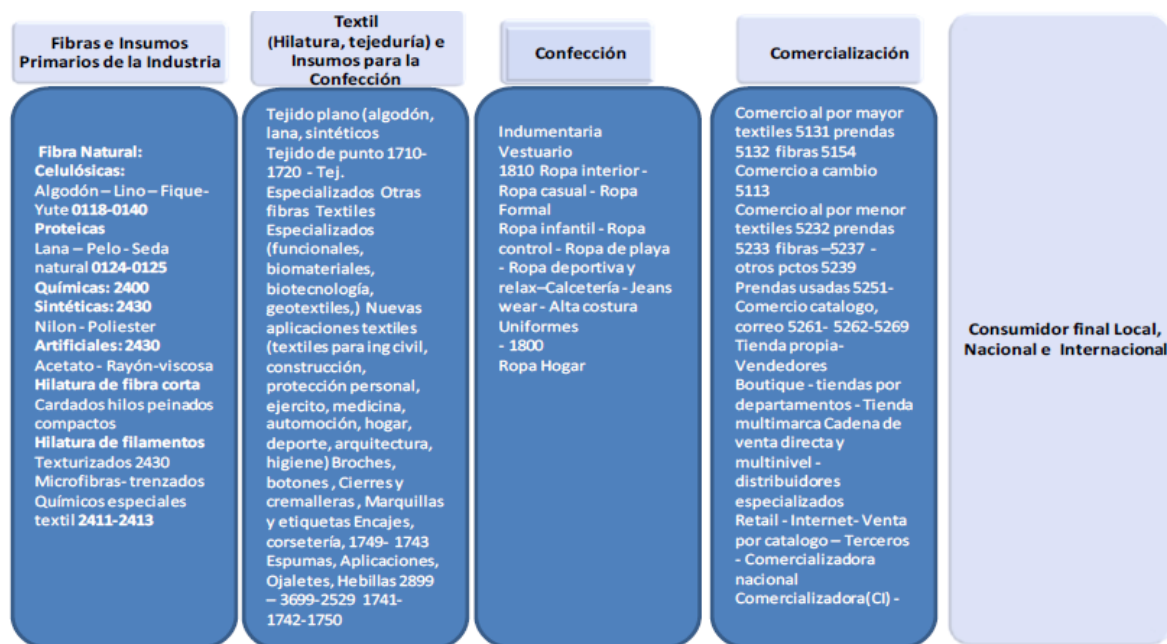 Fibras e Insumos
Primarios de la Industria
Fibra Natural:
Celulósicas:
Algodón – Lino – Fique-
Yute 0118-0140
Proteicas
Lana – Pelo - Seda
natural 0124-0125
Químicas: 2400
Sintéticas: 2430
Nilon - Poliester
Artificiales: 2430
Acetato - Rayón-viscosa
Hilatura de fibra corta
Cardados hilos peinados
compactos
Hilatura de filamentos
Texturizados 2430
Microfibras- trenzados
Químicos especiales
textil 2411-2413
Textil
(Hilatura, tejeduría) e
Insumos para la
Confección
Tejido plano (algodón,
lana, sintéticos
Tejido de punto 1710-
1720 - Tej.
Especializados Otras
fibras Textiles
Especializados
(funcionales,
biomateriales,
biotecnología,
geotextiles,) Nuevas
aplicaciones textiles
(textiles para ing civil,
construcción,
protección personal,
ejercito, medicina,
automoción, hogar,
deporte, arquitectura,
higiene) Broches,
botones , Cierres y
cremalleras , Marquillas
y etiquetas Encajes,
corsetería, 1749- 1743
Espumas, Aplicaciones,
Ojaletes, Hebillas 2899
– 3699-2529 1741-
1742-1750
Confección
Indumentaria
Vestuario
1810 Ropa interior -
Ropa casual - Ropa
Formal
Ropa infantil - Ropa
control - Ropa de playa
- Ropa deportiva y
relax–Calcetería - Jeans
wear - Alta costura
Uniformes
- 1800
Ropa Hogar
Comercialización
Comercio al por mayor
textiles 5131 prendas
5132 fibras 5154
Comercio a cambio
5113
Comercio al por menor
textiles 5232 prendas
5233 fibras –5237 -
otros pctos 5239
Prendas usadas 5251-
Comercio catalogo,
correo 5261- 5262-5269
Tienda propia-
Vendedores
Boutique - tiendas por
departamentos - Tienda
multimarca Cadena de
venta directa y
multinivel -
distribuidores
especializados
Retail - Internet- Venta
por catalogo – Terceros
- Comercializadora
nacional
Comercializadora(CI) -
Consumidor final Local,
Nacional e Internacional